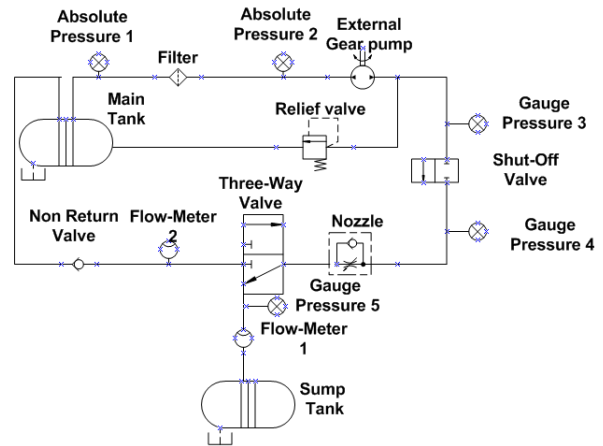 Absolute
Pressure 1
Filter
Absolute
Pressure 2
External
Gear pump
Main
Tank
Relief valve
Gauge
Pressure 3
Shut-Off
Valve
Three-Way
Valve
Non Return
Valve
Flow-Meter
2
Nozzle
Gauge
Pressure 4
Gauge
Pressure 5
Flow-Meter
1
Sump
Tank